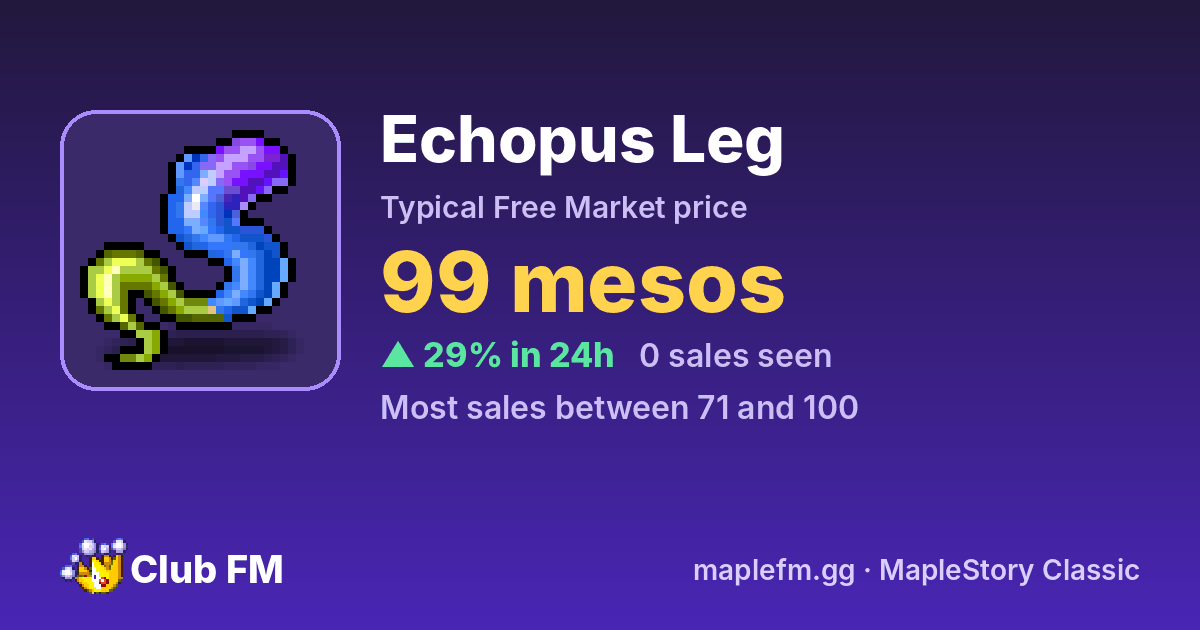 Echopus Leg
Typical Free Market price
99 mesos
▲ 29% in 24h 0 sales seen
Most sales between 71 and 100
Club FM
maplefm.gg · MapleStory Classic